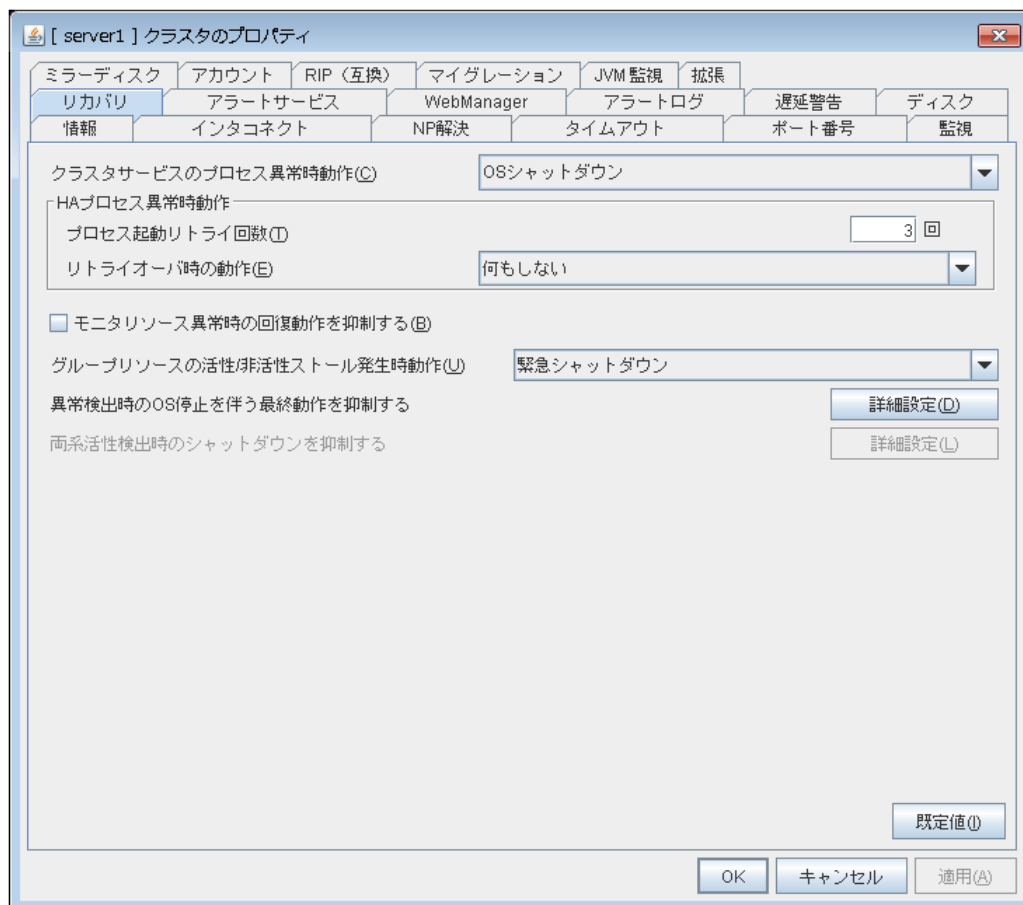 [ server1 ] クラスタのプロパティ
ミラーディスク アカウント RIP（互換） マイグレーション JVM 監視 拡張
リカバリ アラートサービス WebManager アラートログ 遅延警告 ディスク
情報 インタコネクト NP解決 タイムアウト ポート番号 監視
クラスタサービスのプロセス異常時動作(C) OSシャットダウン
HAプロセス異常時動作
プロセス起動リトライ回数(T) 3 回
リトライオーバ時の動作(E) 何もしない
モニタリソース異常時の回復動作を抑制する(B)
グループリソースの活性/非活性ストール発生時動作(U) 緊急シャットダウン
異常検出時のOS停止を伴う最終動作を抑制する 詳細設定(D)
両系活性検出時のシャットダウンを抑制する 詳細設定(L)
既定値(I)
OK キャンセル 適用(A)